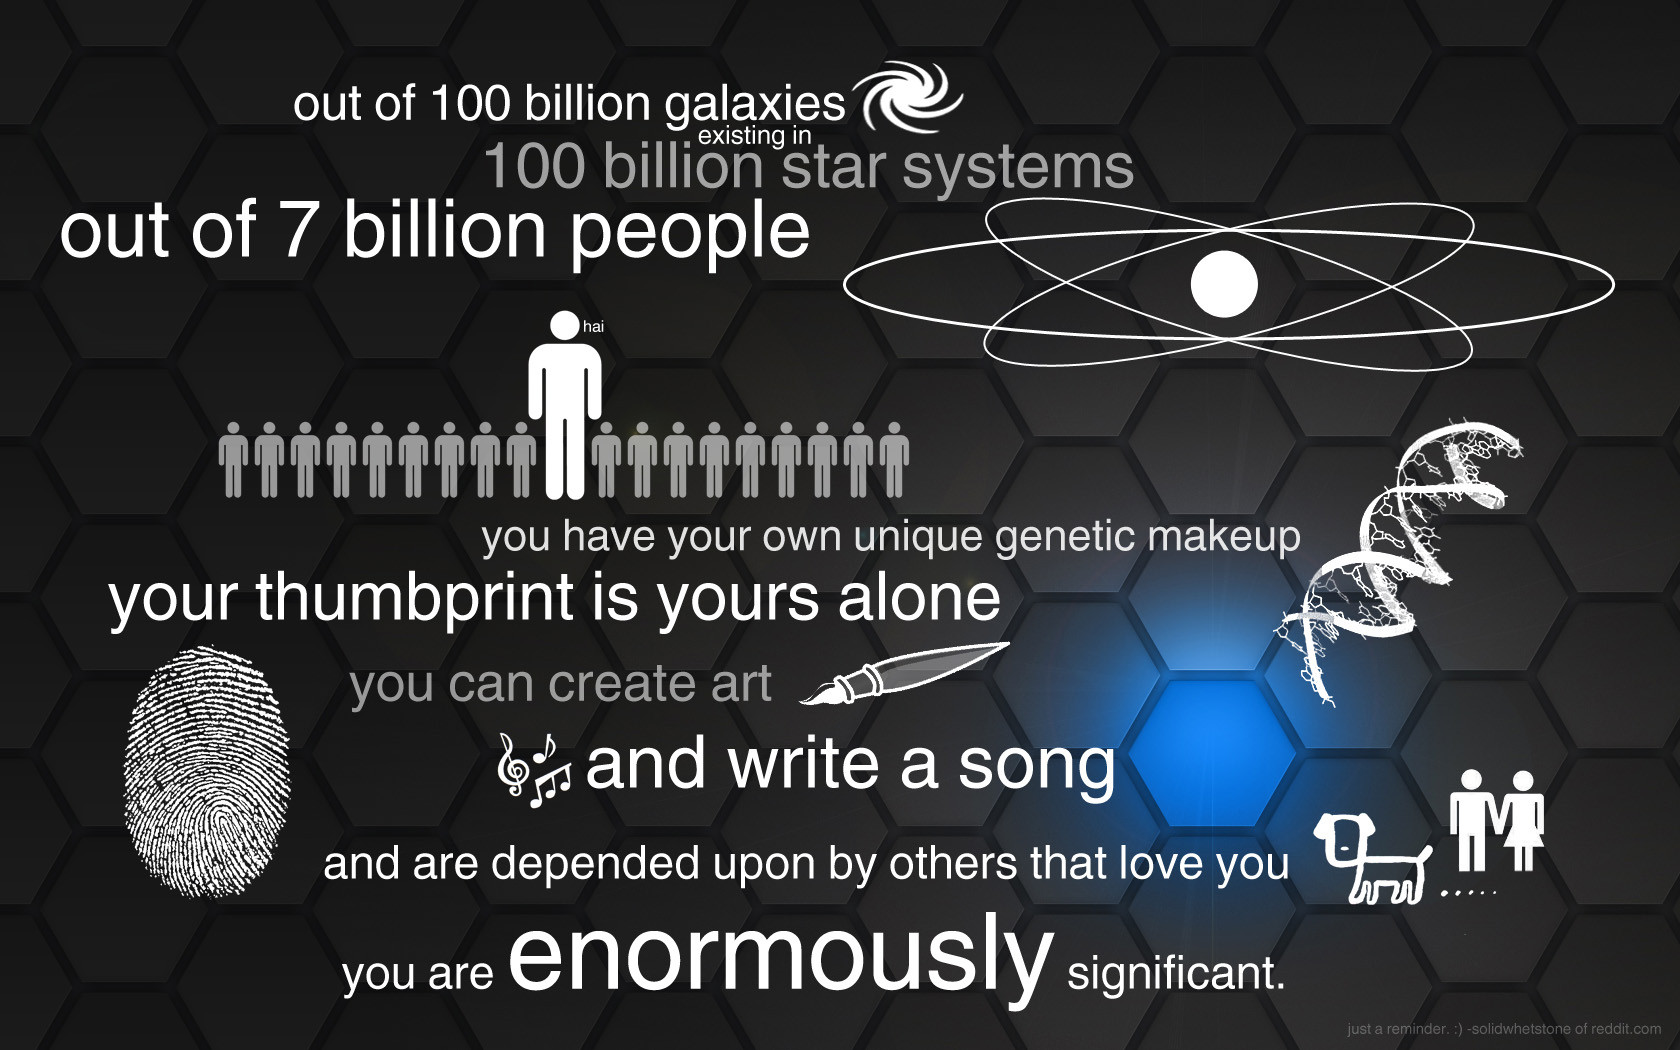 out of 100 billion galaxies
existing in
100 billion star systems
out of 7 billion people
hai
you have your own unique genetic makeup
your thumbprint is yours alone
you can create art
and write a song
and are depended upon by others that love you
you are enormously significant.
just a reminder. :) -solidwhetstone of reddit.com